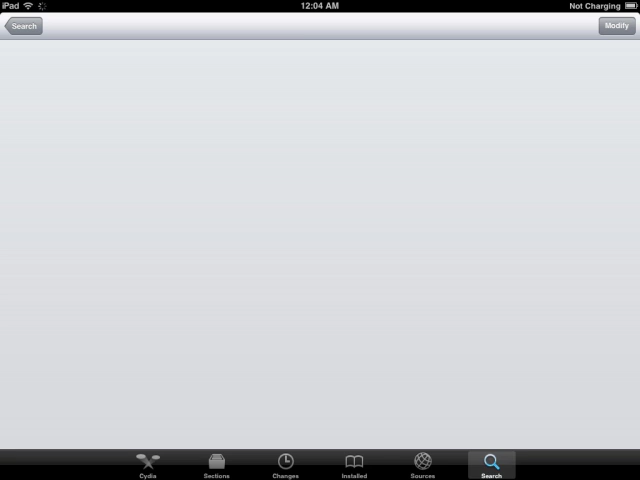 iPad 12:04 AM Not Charging
Search Modify
Cydia Sections Changes Installed Sources Search